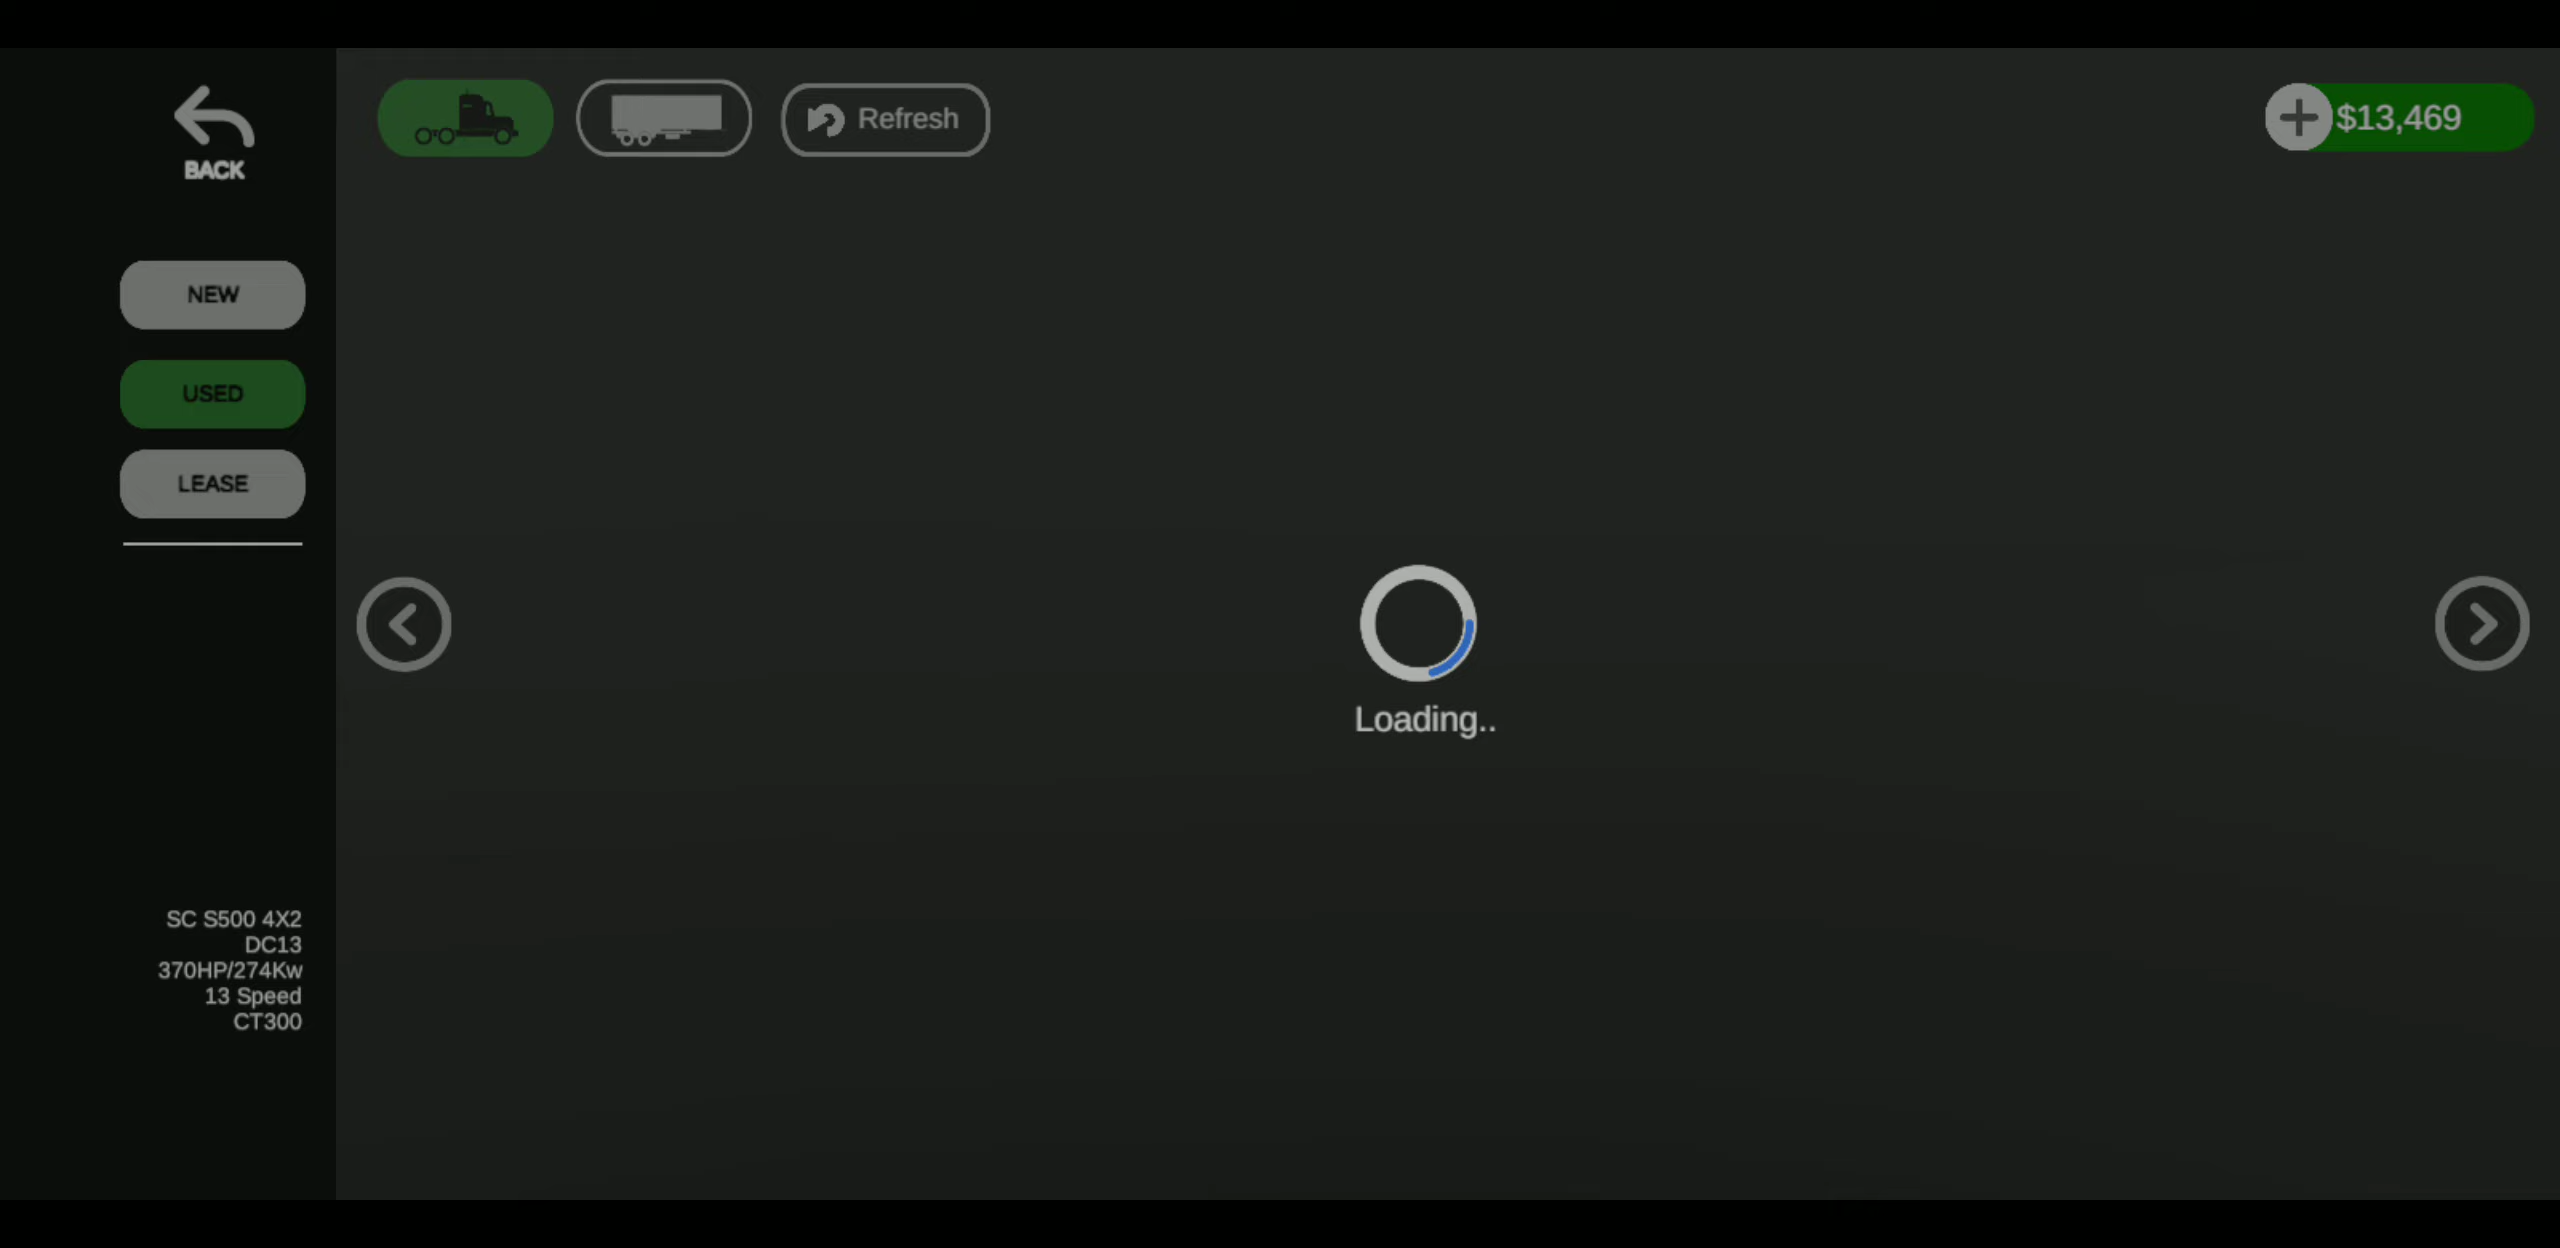 BACK
Refresh
$13,469
NEW
USED
LEASE
Loading..
SC S500 4X2
DC13
370HP/274Kw
13 Speed
CT300